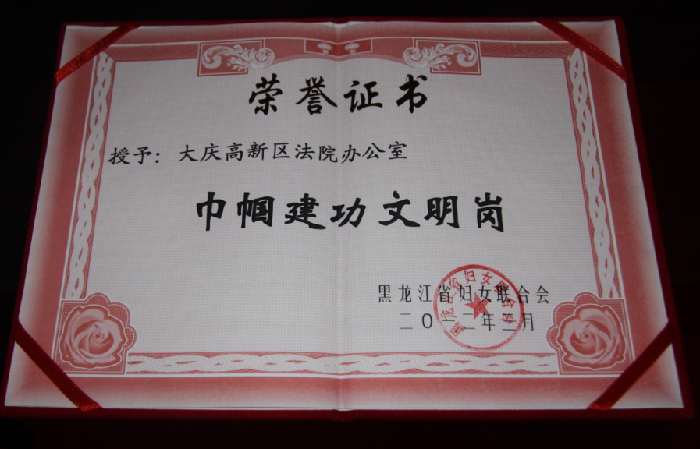 荣誉证书
授予：大庆高新区法院办公室
巾帼建功文明岗
黑龙江省妇女联合会
二〇一二年三月